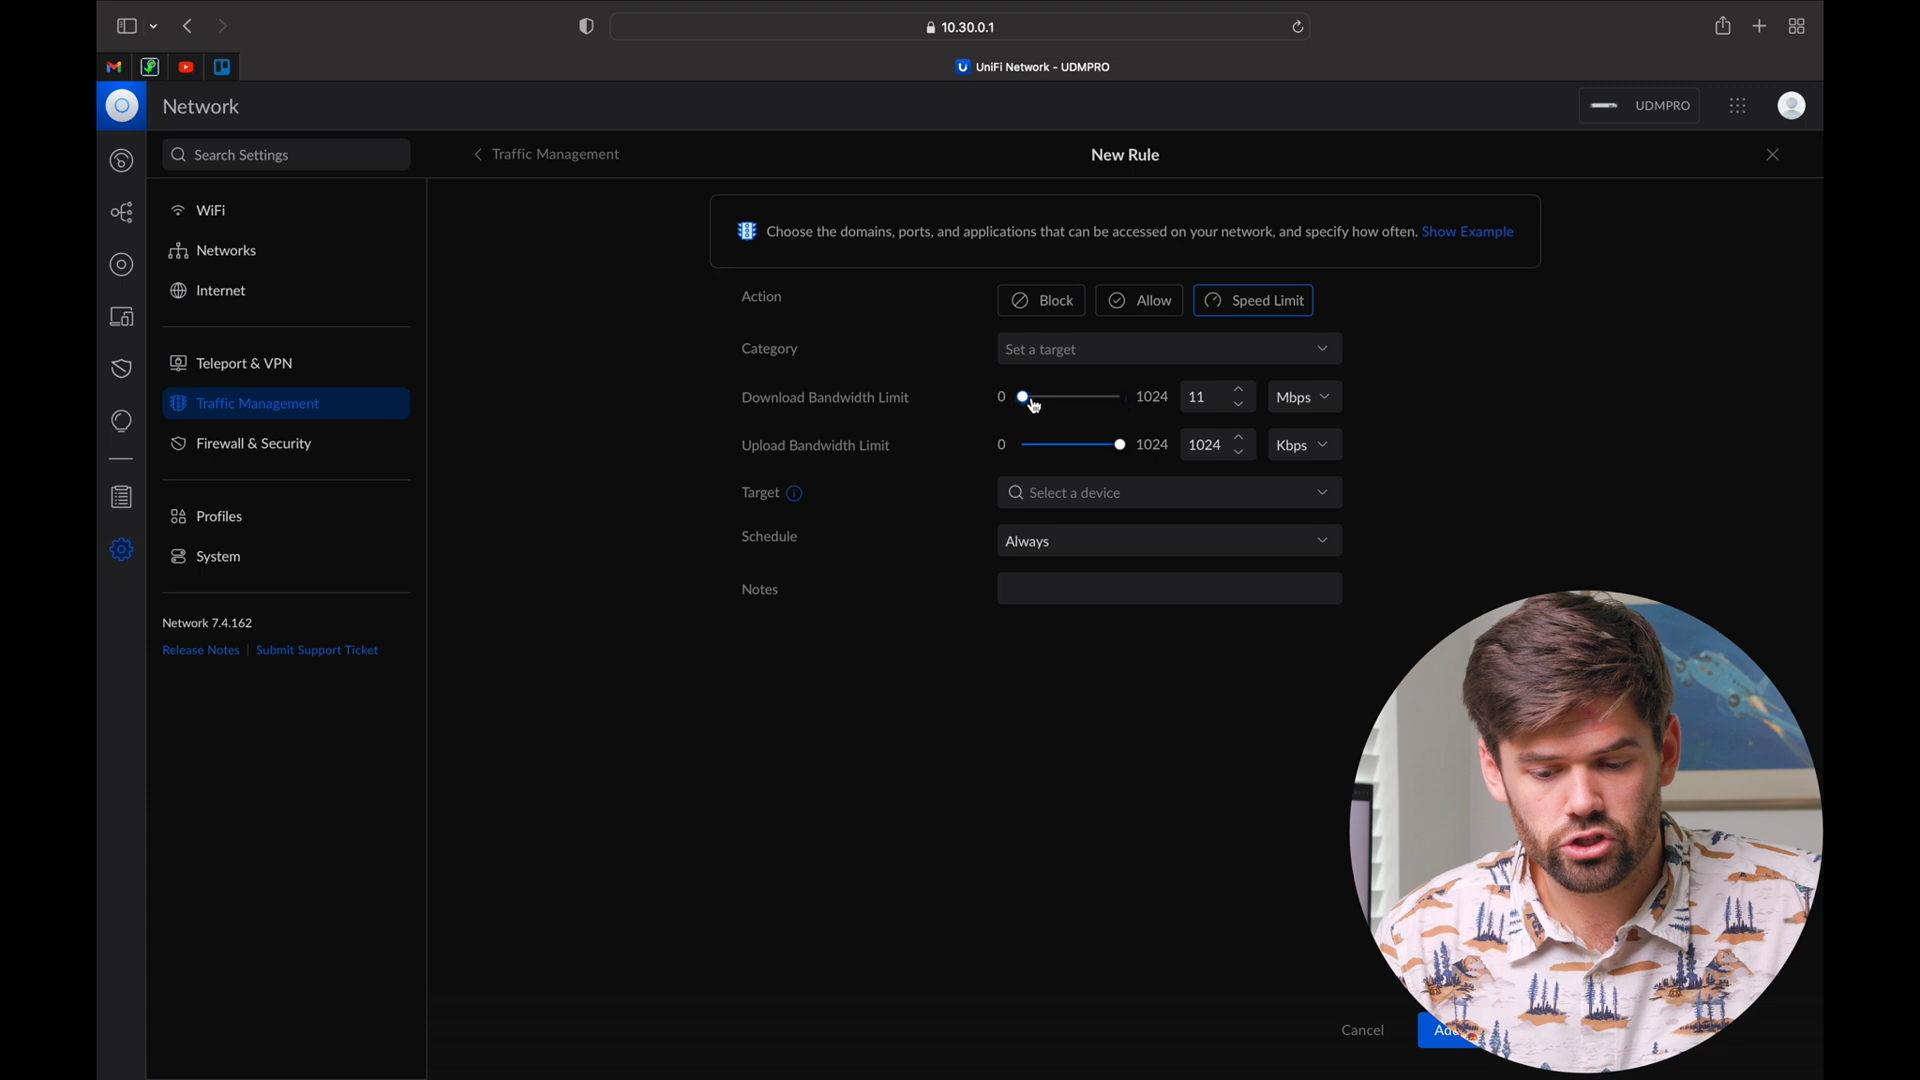 10.30.0.1
UniFi Network - UDMPRO
Network
UDMPRO
Search Settings
Traffic Management
New Rule
WiFi
Networks
Internet
Teleport & VPN
Traffic Management
Firewall & Security
Profiles
System
Network 7.4.162
Release Notes | Submit Support Ticket
Choose the domains, ports, and applications that can be accessed on your network, and specify how often. Show Example
Action Block Allow Speed Limit
Category Set a target
Download Bandwidth Limit 0 1024 11 Mbps
Upload Bandwidth Limit 0 1024 1024 Kbps
Target Select a device
Schedule Always
Notes
Cancel